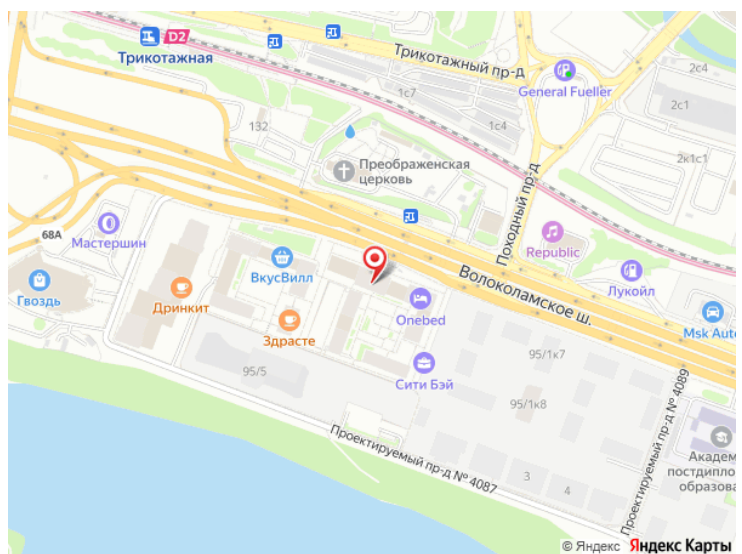 D2
Трикотажная
Трикотажный пр-д
General Fueller
2с4
2с1
1с7
1с4
132
Преображенская
церковь
2к1с1
Походный пр-д
68А
Мастершин
Republic
ВкусВилл
Волоколамское ш.
Лукойл
Гвоздь
Дринкит
Onebed
Здрасте
Msk Auto
95/5
Сити Бэй
95/1к7
95/1к8
Проектируемый пр-д № 4089
Проектируемый пр-д № 4087
3
4
Академ
постдипло
образова
© Яндекс Яндекс Карты